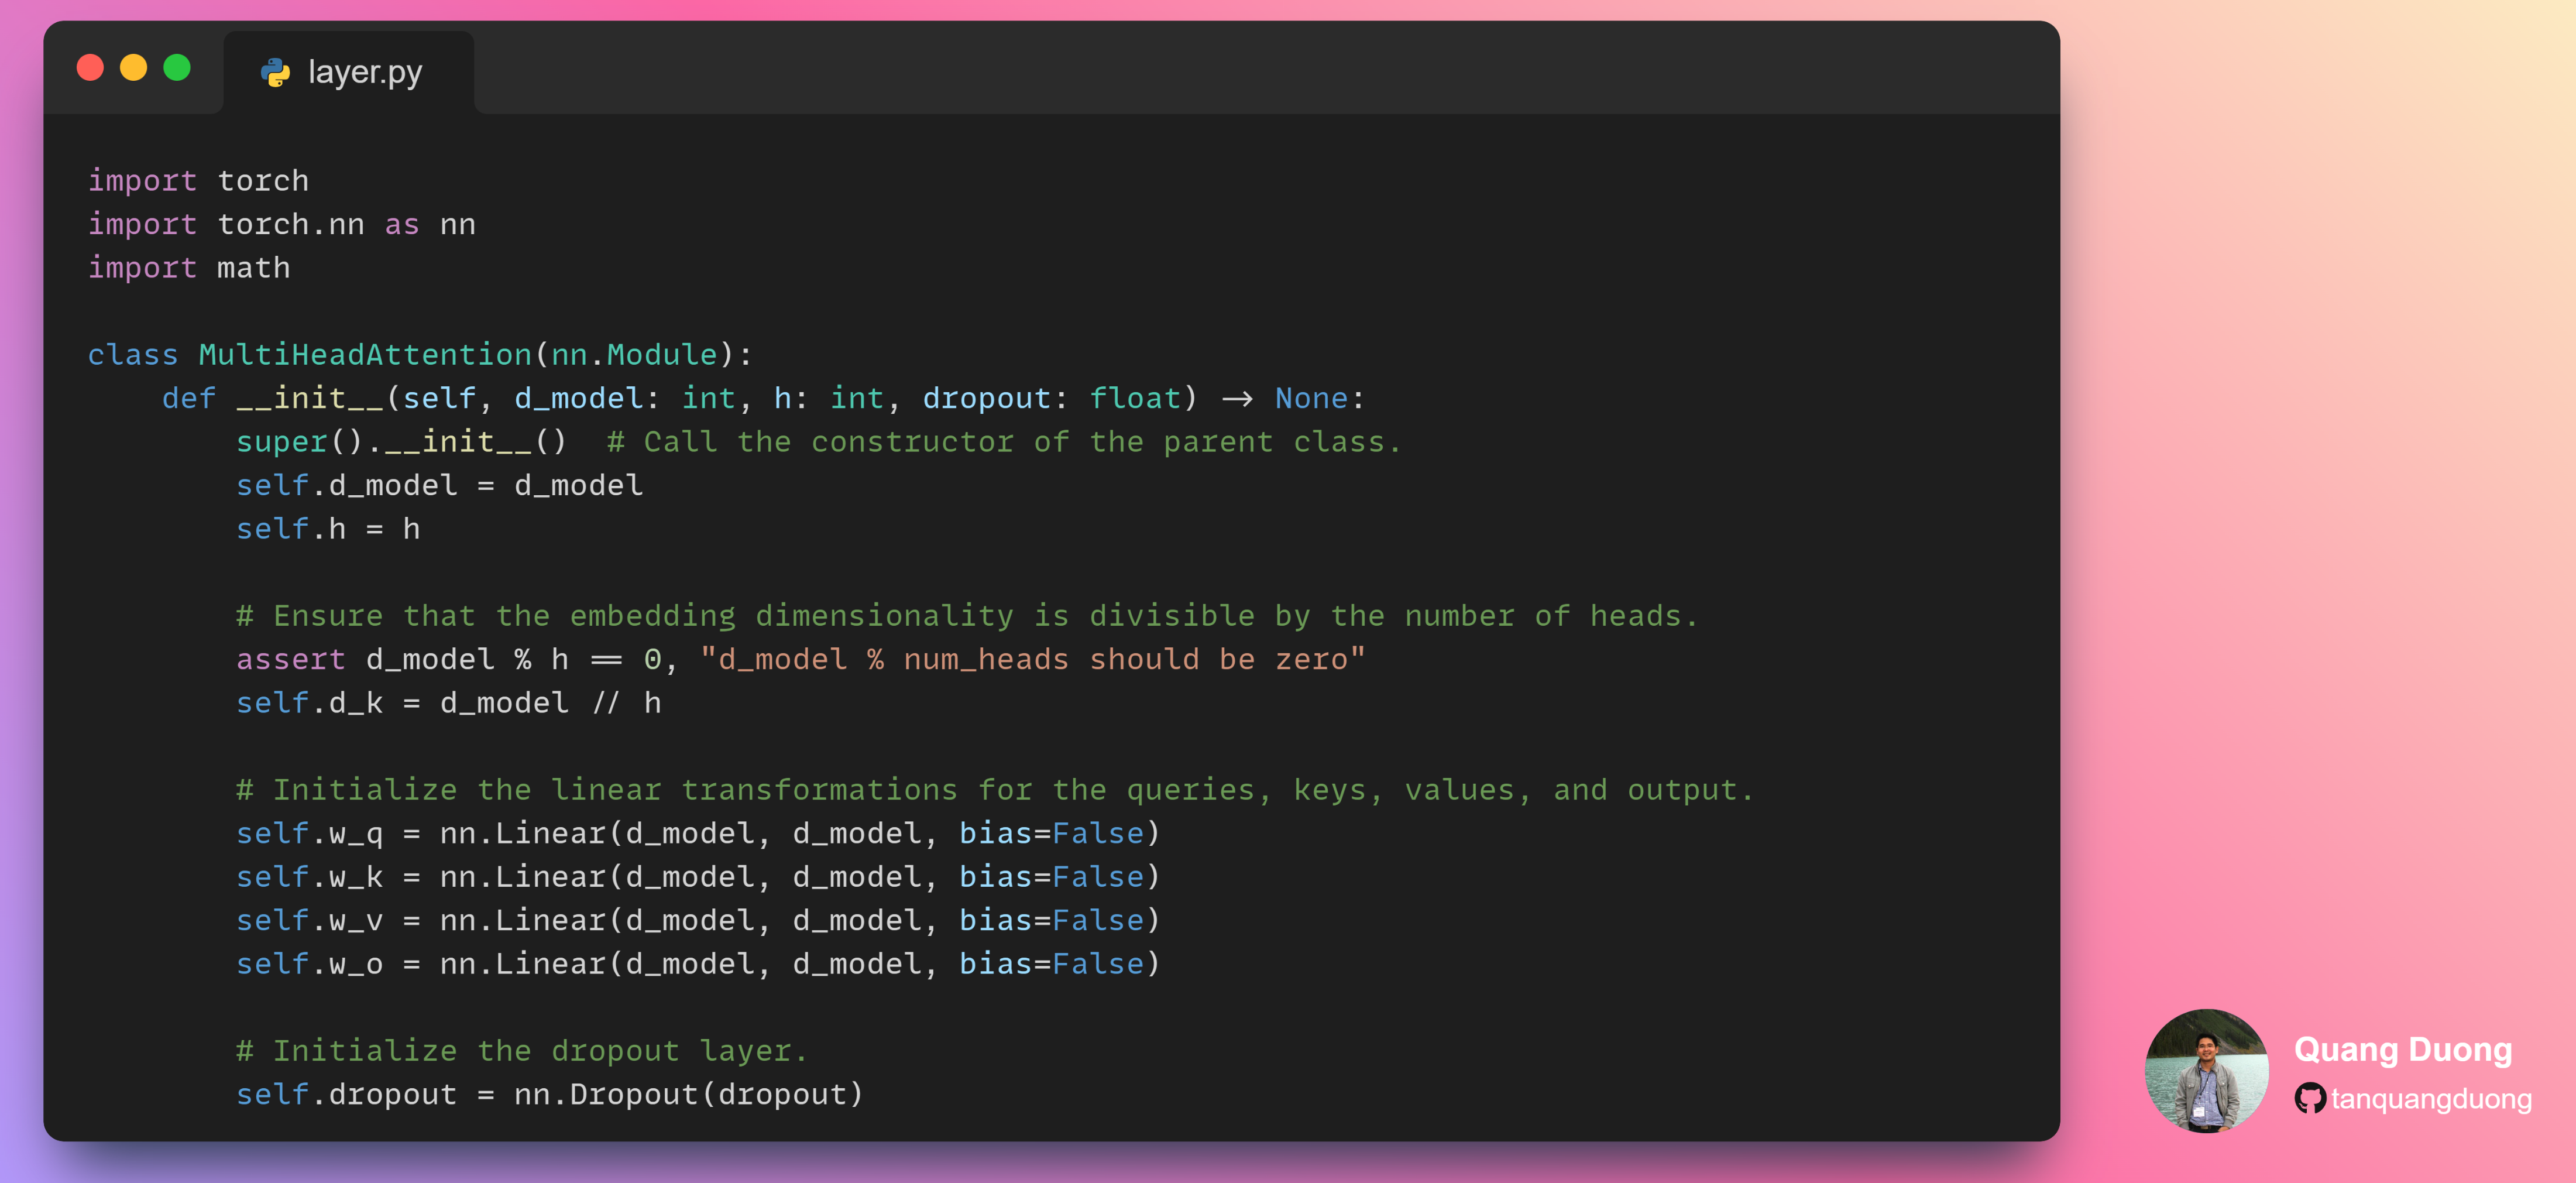 layer.py
import torch
import torch.nn as nn
import math
class MultiHeadAttention(nn.Module):
def __init__(self, d_model: int, h: int, dropout: float) -> None:
super().__init__()  # Call the constructor of the parent class.
self.d_model = d_model
self.h = h
# Ensure that the embedding dimensionality is divisible by the number of heads.
assert d_model % h == 0, "d_model % num_heads should be zero"
self.d_k = d_model // h
# Initialize the linear transformations for the queries, keys, values, and output.
self.w_q = nn.Linear(d_model, d_model, bias=False)
self.w_k = nn.Linear(d_model, d_model, bias=False)
self.w_v = nn.Linear(d_model, d_model, bias=False)
self.w_o = nn.Linear(d_model, d_model, bias=False)
# Initialize the dropout layer.
self.dropout = nn.Dropout(dropout)
Quang Duong
tanquangduong